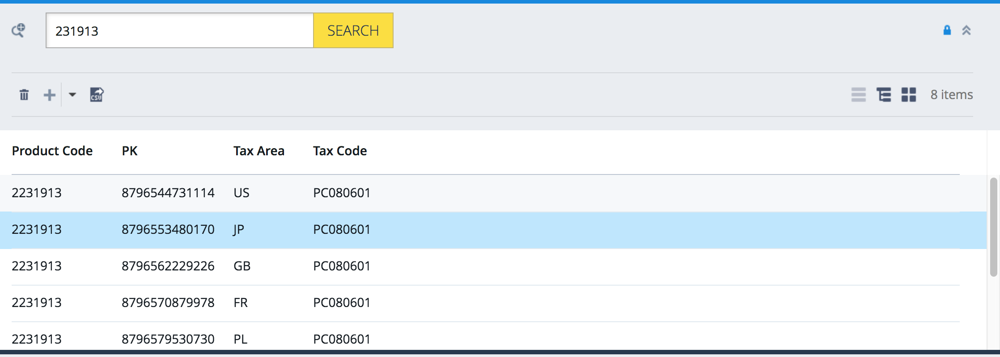 231913 SEARCH
CSV 8 items
Product Code PK Tax Area Tax Code
2231913 8796544731114 US PC080601
2231913 8796553480170 JP PC080601
2231913 8796562229226 GB PC080601
2231913 8796570879978 FR PC080601
2231913 8796579530730 PL PC080601